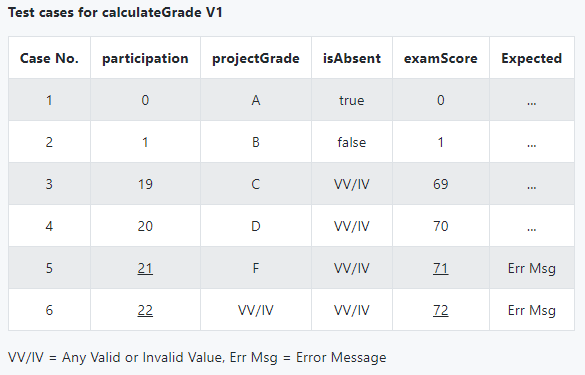 Test cases for calculateGrade V1
Case No. participation projectGrade isAbsent examScore Expected
1 0 A true 0 ...
2 1 B false 1 ...
3 19 C VV/IV 69 ...
4 20 D VV/IV 70 ...
5 21 F VV/IV 71 Err Msg
6 22 VV/IV VV/IV 72 Err Msg
VV/IV = Any Valid or Invalid Value, Err Msg = Error Message